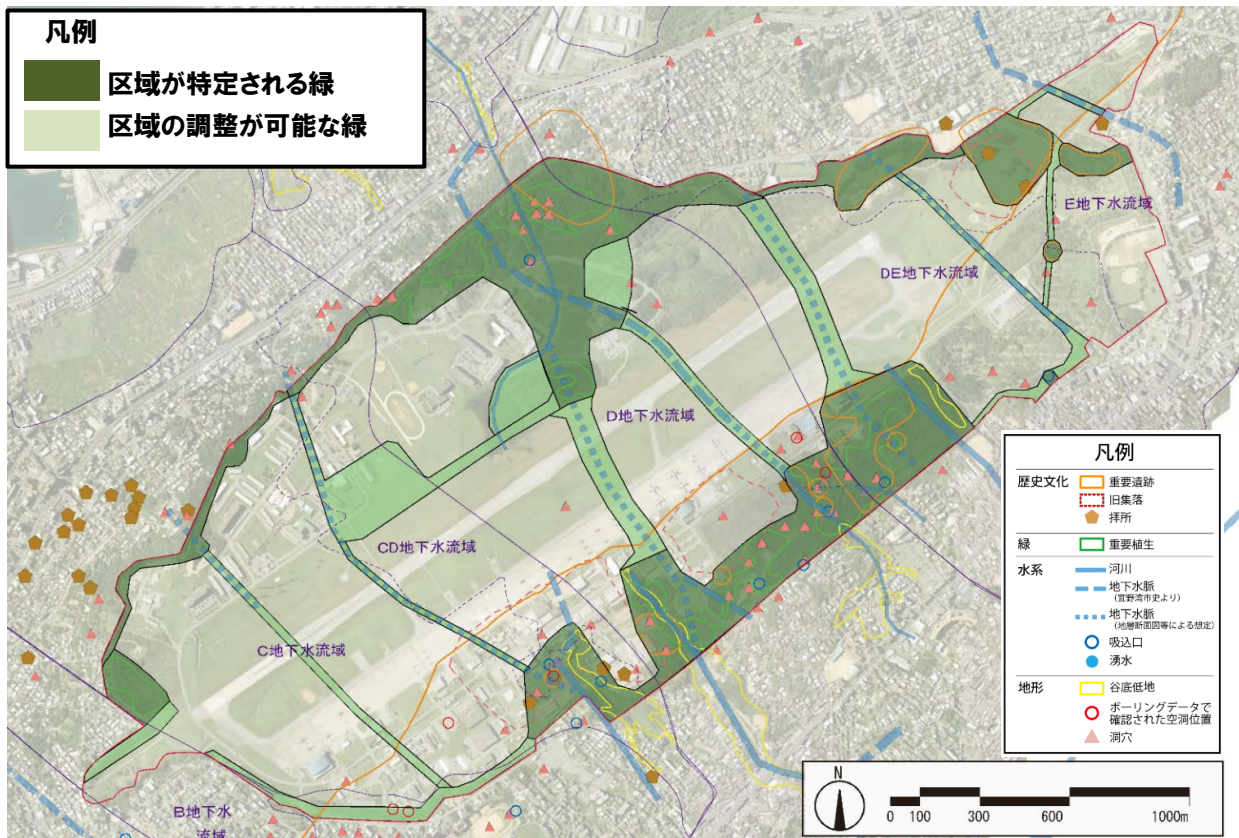 凡例
区域が特定される緑
区域の調整が可能な緑
E地下水流域
DE地下水流域
D地下水流域
CD地下水流域
C地下水流域
B地下水
流域
凡例
歴史文化
重要遺跡
旧集落
拝所
緑
重要植生
水系
河川
地下水脈
(宜野湾市史より)
地下水脈
(地層断面図等による想定)
吸込口
湧水
地形
谷底低地
ボーリングデータで
確認された空洞位置
洞穴
N
0 100 300 600 1000m